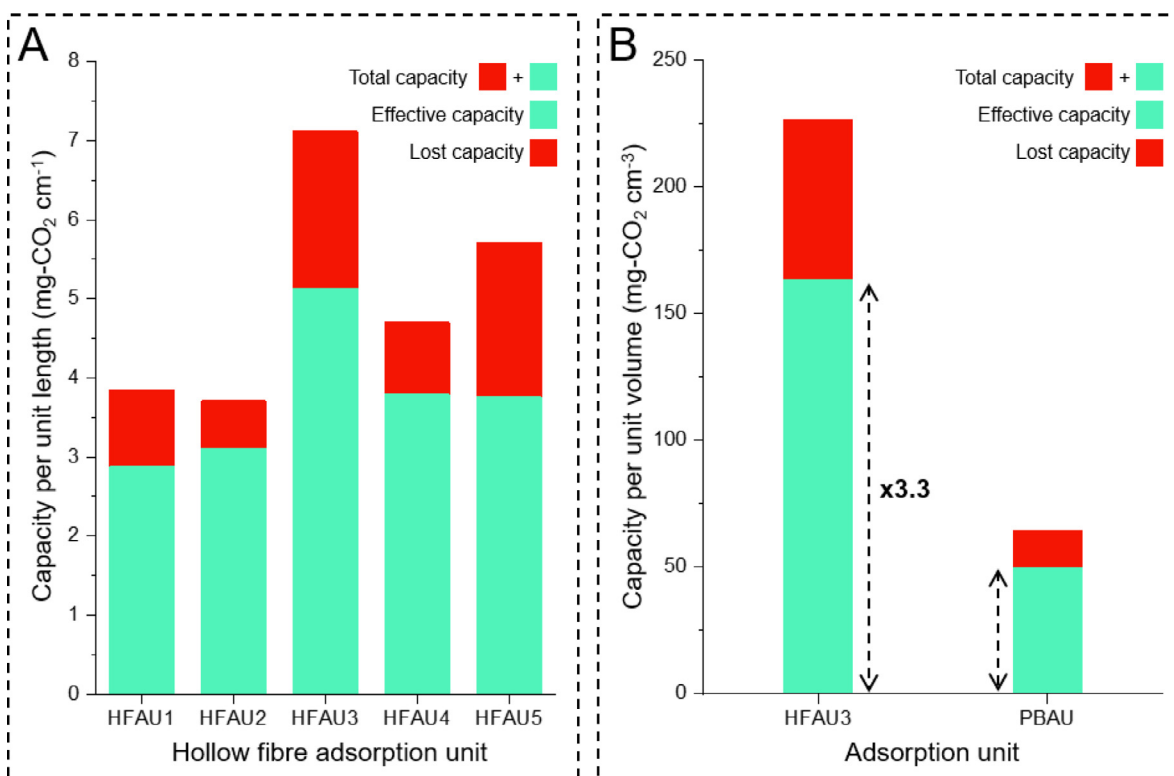 A
Capacity per unit length (mg-CO₂ cm⁻¹)
8
7
6
5
4
3
2
1
0
Total capacity +
Effective capacity
Lost capacity
HFAU1 HFAU2 HFAU3 HFAU4 HFAU5
Hollow fibre adsorption unit
B
Capacity per unit volume (mg-CO₂ cm⁻³)
250
200
150
100
50
0
Total capacity +
Effective capacity
Lost capacity
x3.3
HFAU3 PBAU
Adsorption unit